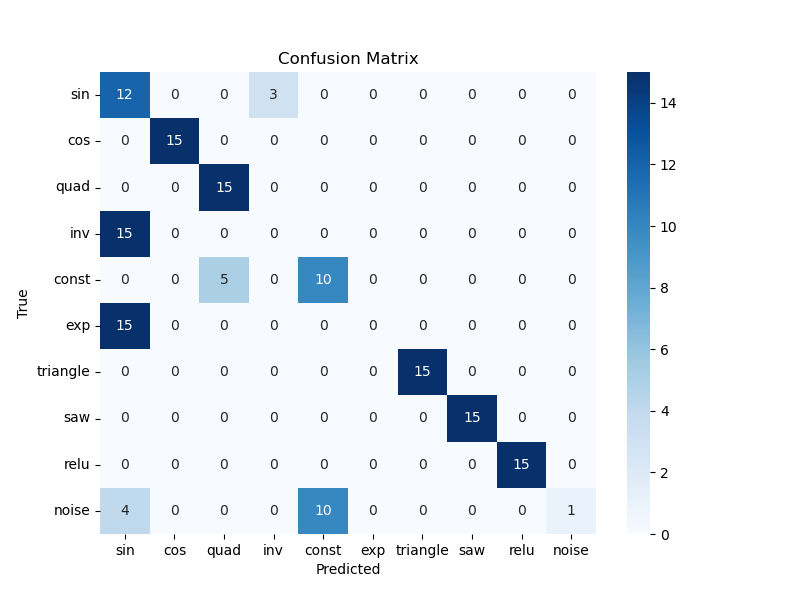 Confusion Matrix
sin 12 0 0 3 0 0 0 0 0 0
cos 0 15 0 0 0 0 0 0 0 0
quad 0 0 15 0 0 0 0 0 0 0
inv 15 0 0 0 0 0 0 0 0 0
const 0 0 5 0 10 0 0 0 0 0
exp 15 0 0 0 0 0 0 0 0 0
triangle 0 0 0 0 0 0 15 0 0 0
saw 0 0 0 0 0 0 0 15 0 0
relu 0 0 0 0 0 0 0 0 15 0
noise 4 0 0 0 10 0 0 0 0 1
sin cos quad inv const exp triangle saw relu noise
Predicted
True
14
12
10
8
6
4
2
0